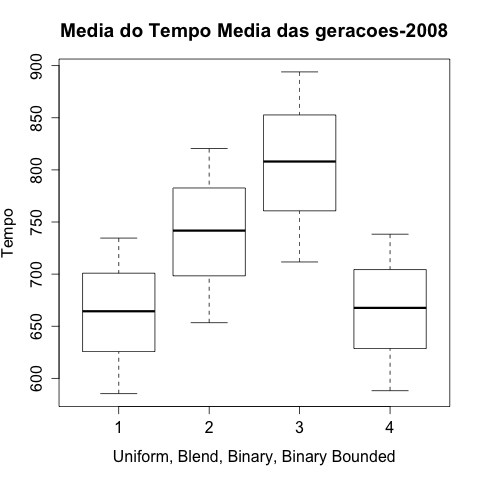 Media do Tempo Media das geracoes-2008
Tempo
900
850
800
750
700
650
600
1 2 3 4
Uniform, Blend, Binary, Binary Bounded